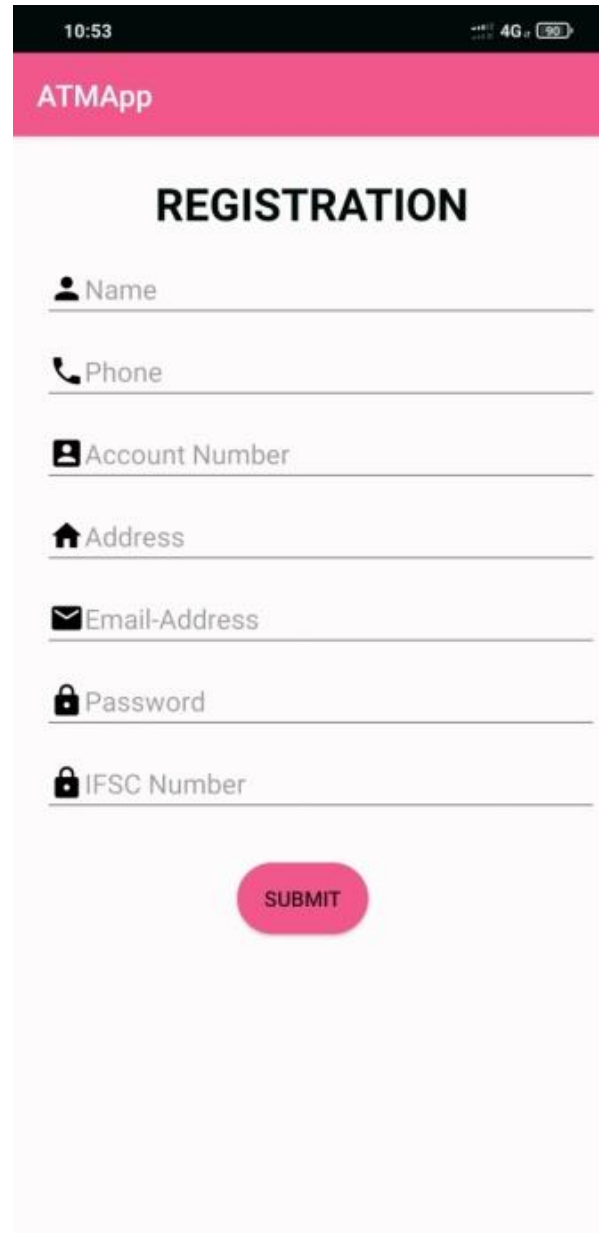 10:53 4G 90
ATMApp
REGISTRATION
Name
Phone
Account Number
Address
Email-Address
Password
IFSC Number
SUBMIT